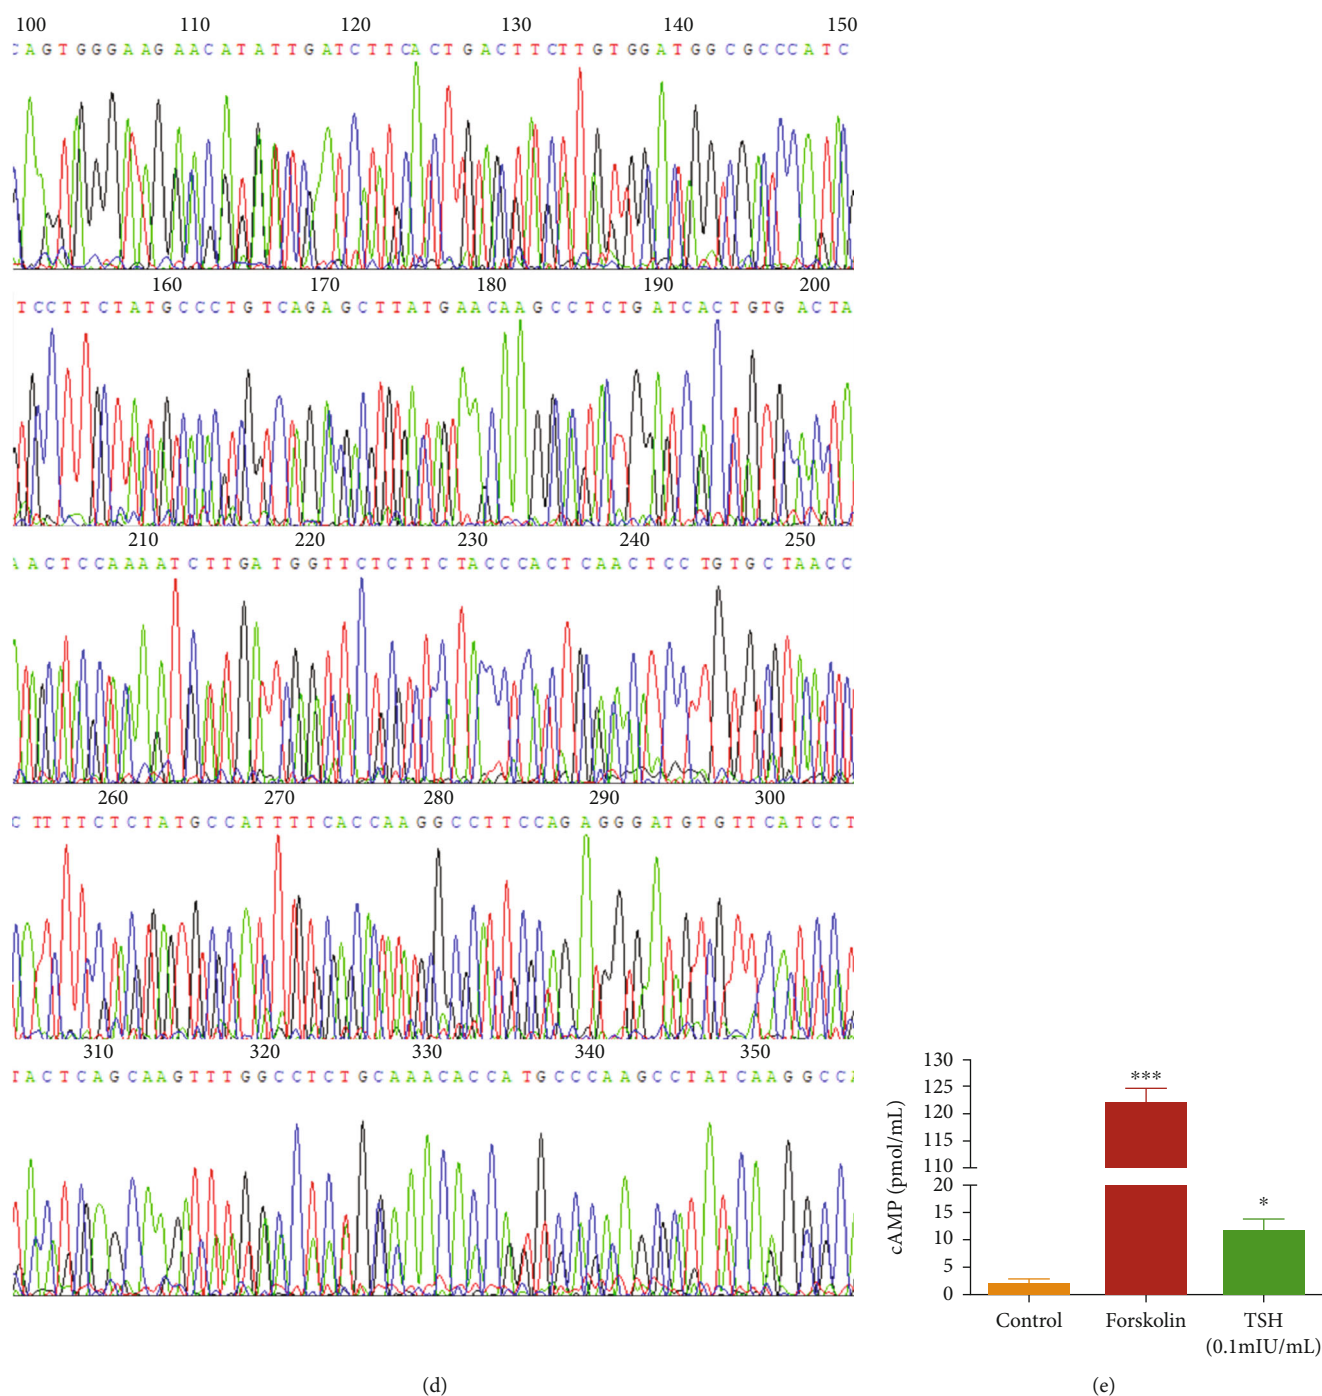 100 110 120 130 140 150
CAGTGGGAAGAACATATTGATCTTCACTGACTTCTTGTGGATGGCGCCCATC
160 170 180 190 200
TCCTTCTATGCCCTGTCAGAGCTTATGAACAAGCCTCTGATCACTGTGACTA
210 220 230 240 250
AACTCCAAAATCTTGATGGTTCTCTTCTACCCACTCAACTCCTGTGCTAACC
260 270 280 290 300
CTTTTCTCTATGCCATTTTCACCAAGGCCTTCCAGAGGGATGTGTTCATCCT
310 320 330 340 350
TACTCAGCAAGTTTGGCCTCTGCAAACACCATGCCCAAGCCTATCAAGGCCA
(d)
cAMP (pmol/mL)
130
125
120
115
110
20
15
10
5
0
***
*
Control Forskolin TSH
(0.1mIU/mL)
(e)